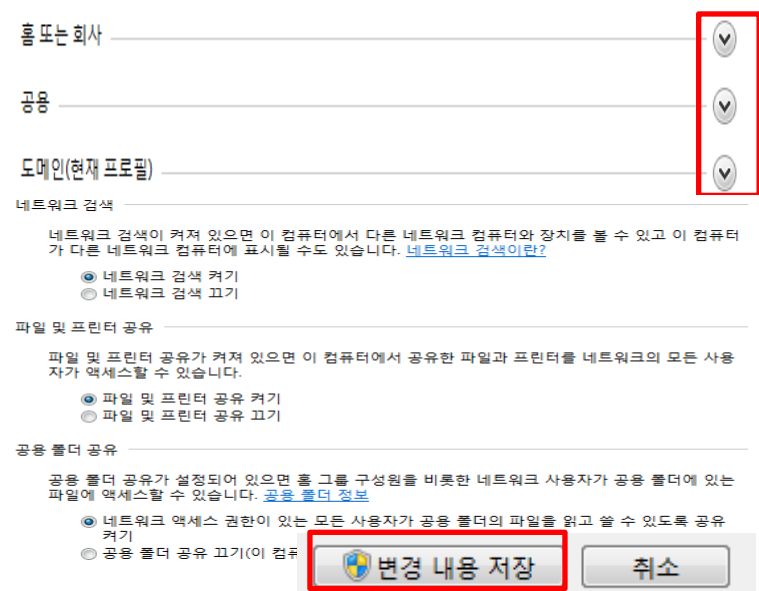 홈 또는 회사
공용
도메인(현재 프로필)
네트워크 검색
네트워크 검색이 켜져 있으면 이 컴퓨터에서 다른 네트워크 컴퓨터와 장치를 볼 수 있고 이 컴퓨터
가 다른 네트워크 컴퓨터에 표시될 수도 있습니다. 네트워크 검색이란?
네트워크 검색 켜기
네트워크 검색 끄기
파일 및 프린터 공유
파일 및 프린터 공유가 켜져 있으면 이 컴퓨터에서 공유한 파일과 프린터를 네트워크의 모든 사용
자가 액세스할 수 있습니다.
파일 및 프린터 공유 켜기
파일 및 프린터 공유 끄기
공용 폴더 공유
공용 폴더 공유가 설정되어 있으면 홈 그룹 구성원을 비롯한 네트워크 사용자가 공용 폴더에 있는
파일에 액세스할 수 있습니다. 공용 폴더 정보
네트워크 액세스 권한이 있는 모든 사용자가 공용 폴더의 파일을 읽고 쓸 수 있도록 공유
켜기
공용 폴더 공유 끄기(이
변경 내용 저장
취소